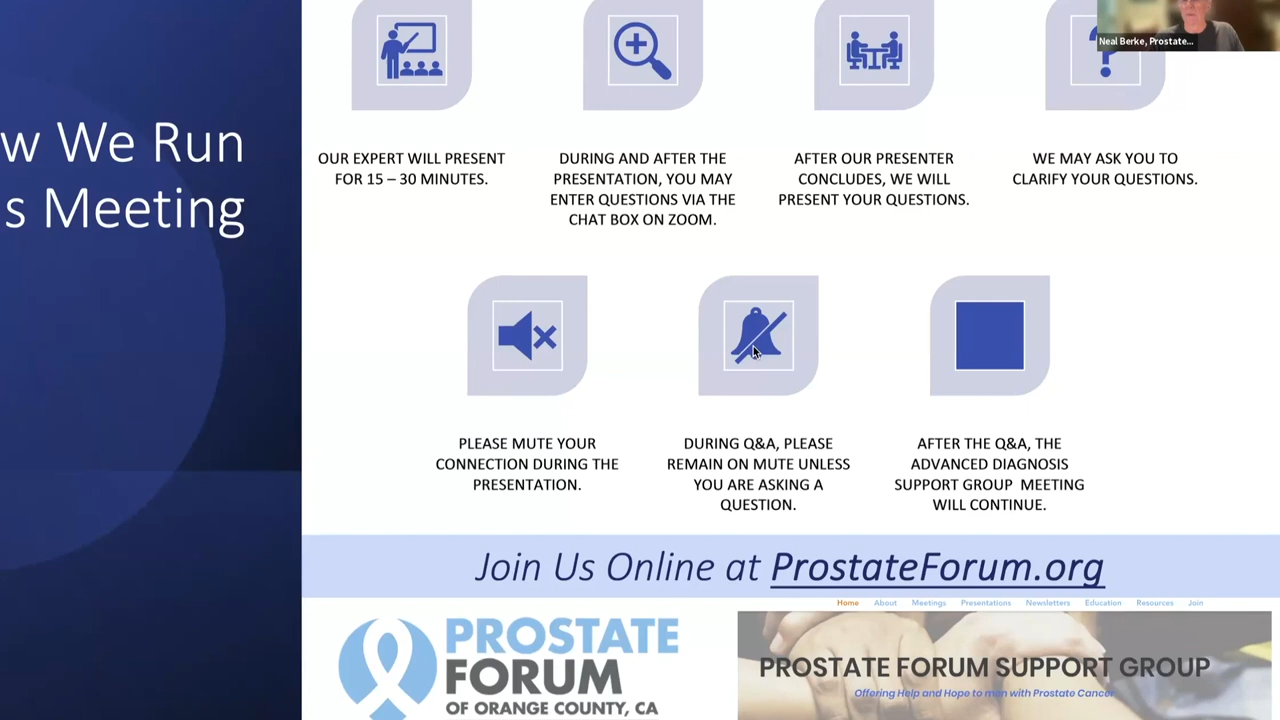 Neal Berke, Prostate...
w We Run
s Meeting
OUR EXPERT WILL PRESENT
FOR 15 – 30 MINUTES.
DURING AND AFTER THE
PRESENTATION, YOU MAY
ENTER QUESTIONS VIA THE
CHAT BOX ON ZOOM.
AFTER OUR PRESENTER
CONCLUDES, WE WILL
PRESENT YOUR QUESTIONS.
WE MAY ASK YOU TO
CLARIFY YOUR QUESTIONS.
PLEASE MUTE YOUR
CONNECTION DURING THE
PRESENTATION.
DURING Q&A, PLEASE
REMAIN ON MUTE UNLESS
YOU ARE ASKING A
QUESTION.
AFTER THE Q&A, THE
ADVANCED DIAGNOSIS
SUPPORT GROUP MEETING
WILL CONTINUE.
Join Us Online at ProstateForum.org
Home About Meetings Presentations Newsletters Education Resources Join
PROSTATE
FORUM
OF ORANGE COUNTY, CA
PROSTATE FORUM SUPPORT GROUP
Offering Help and Hope to men with Prostate Cancer